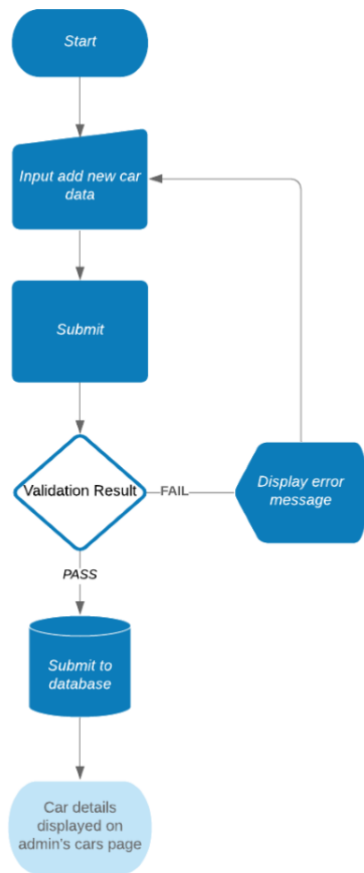 Start
Input add new car
data
Submit
Validation Result
FAIL
Display error
message
PASS
Submit to
database
Car details
displayed on
admin's cars page